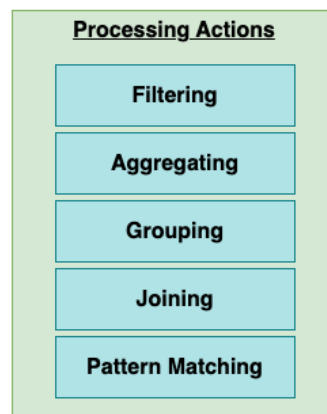 Processing Actions
Filtering
Aggregating
Grouping
Joining
Pattern Matching